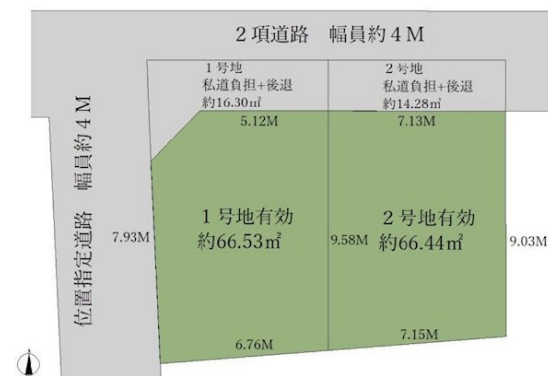 2項道路 幅員約4M
1号地
私道負担+後退
約16.30㎡
2号地
私道負担+後退
約14.28㎡
5.12M
7.13M
位置指定道路 幅員約4M
7.93M
1号地有効
約66.53㎡
9.58M
2号地有効
約66.44㎡
9.03M
6.76M
7.15M